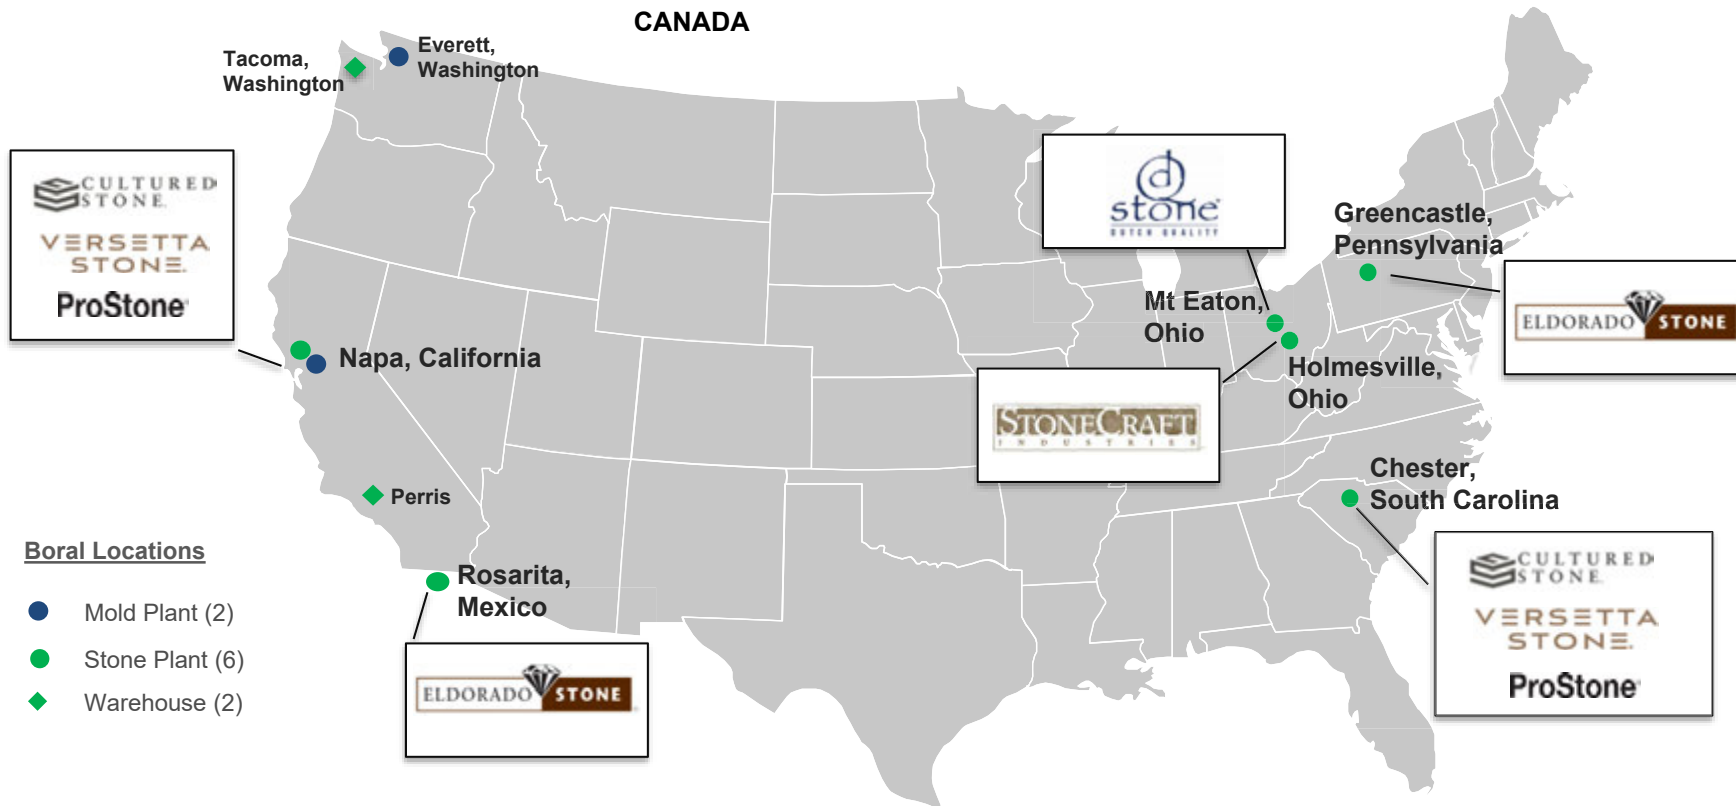 CANADA
Tacoma,
Washington
Everett,
Washington
CULTURED
STONE
VERSETTA
STONE
ProStone
Napa, California
Perris
Rosarita,
Mexico
ELDORADO STONE
d
stone
DUTCH QUALITY
Mt Eaton,
Ohio
Holmesville,
Ohio
STONECRAFT
INDUSTRIES
Greencastle,
Pennsylvania
ELDORADO STONE
Chester,
South Carolina
CULTURED
STONE
VERSETTA
STONE
ProStone
Boral Locations
Mold Plant (2)
Stone Plant (6)
Warehouse (2)